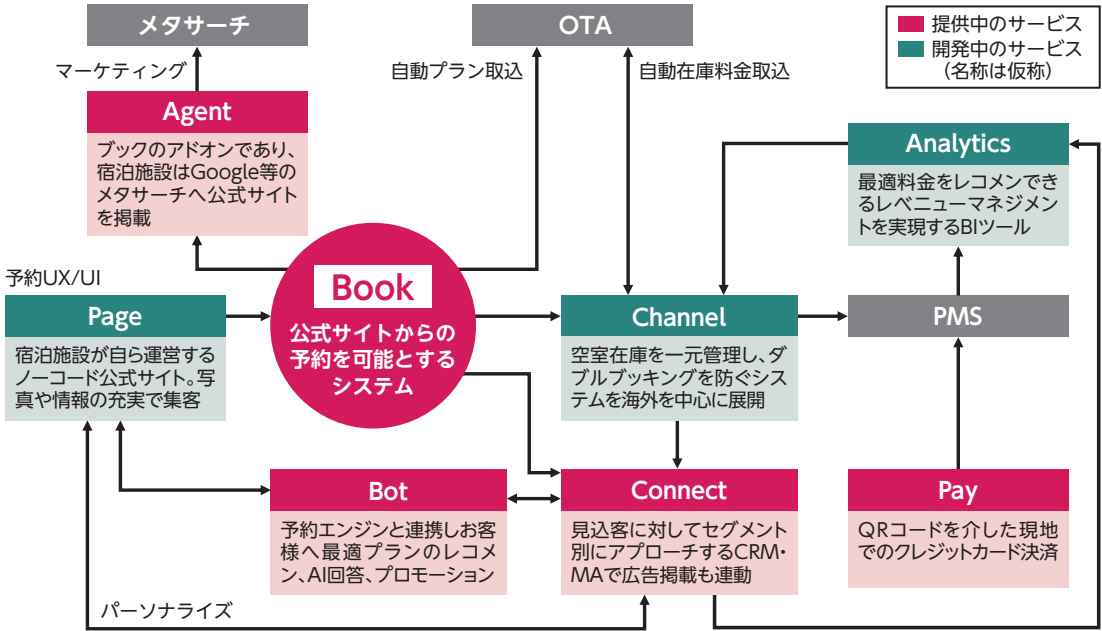 メタサーチ
OTA
提供中のサービス
開発中のサービス
(名称は仮称)
マーケティング
自動プラン取込
自動在庫料金取込
Agent
ブックのアドオンであり、
宿泊施設はGoogle等の
メタサーチへ公式サイト
を掲載
Analytics
最適料金をレコメンでき
るレベニューマネジメン
トを実現するBIツール
予約UX/UI
Page
宿泊施設が自ら運営する
ノーコード公式サイト。写
真や情報の充実で集客
Book
公式サイトからの
予約を可能とする
システム
Channel
空室在庫を一元管理し、ダ
ブルブッキングを防ぐシス
テムを海外を中心に展開
PMS
Bot
予約エンジンと連携しお客
様へ最適プランのレコメ
ン、AI回答、プロモーション
Connect
見込客に対してセグメント
別にアプローチするCRM・
MAで広告掲載も連動
Pay
QRコードを介した現地
でのクレジットカード決済
パーソナライズ